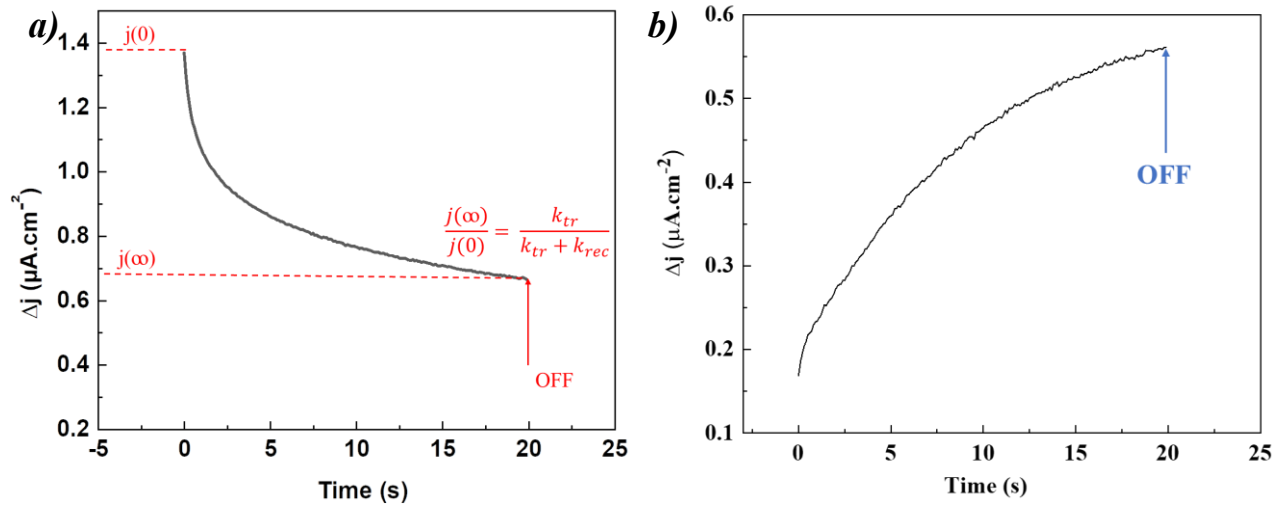 a)
j(0)
j(∞)
j(∞)/j(0) = k_tr/(k_tr + k_rec)
OFF
1.4
1.2
1.0
0.8
0.6
0.4
0.2
-5 0 5 10 15 20 25
Δj (µA.cm⁻²)
Time (s)
b)
OFF
0.6
0.5
0.4
0.3
0.2
0.1
0 5 10 15 20 25
Δj (µA.cm⁻²)
Time (s)